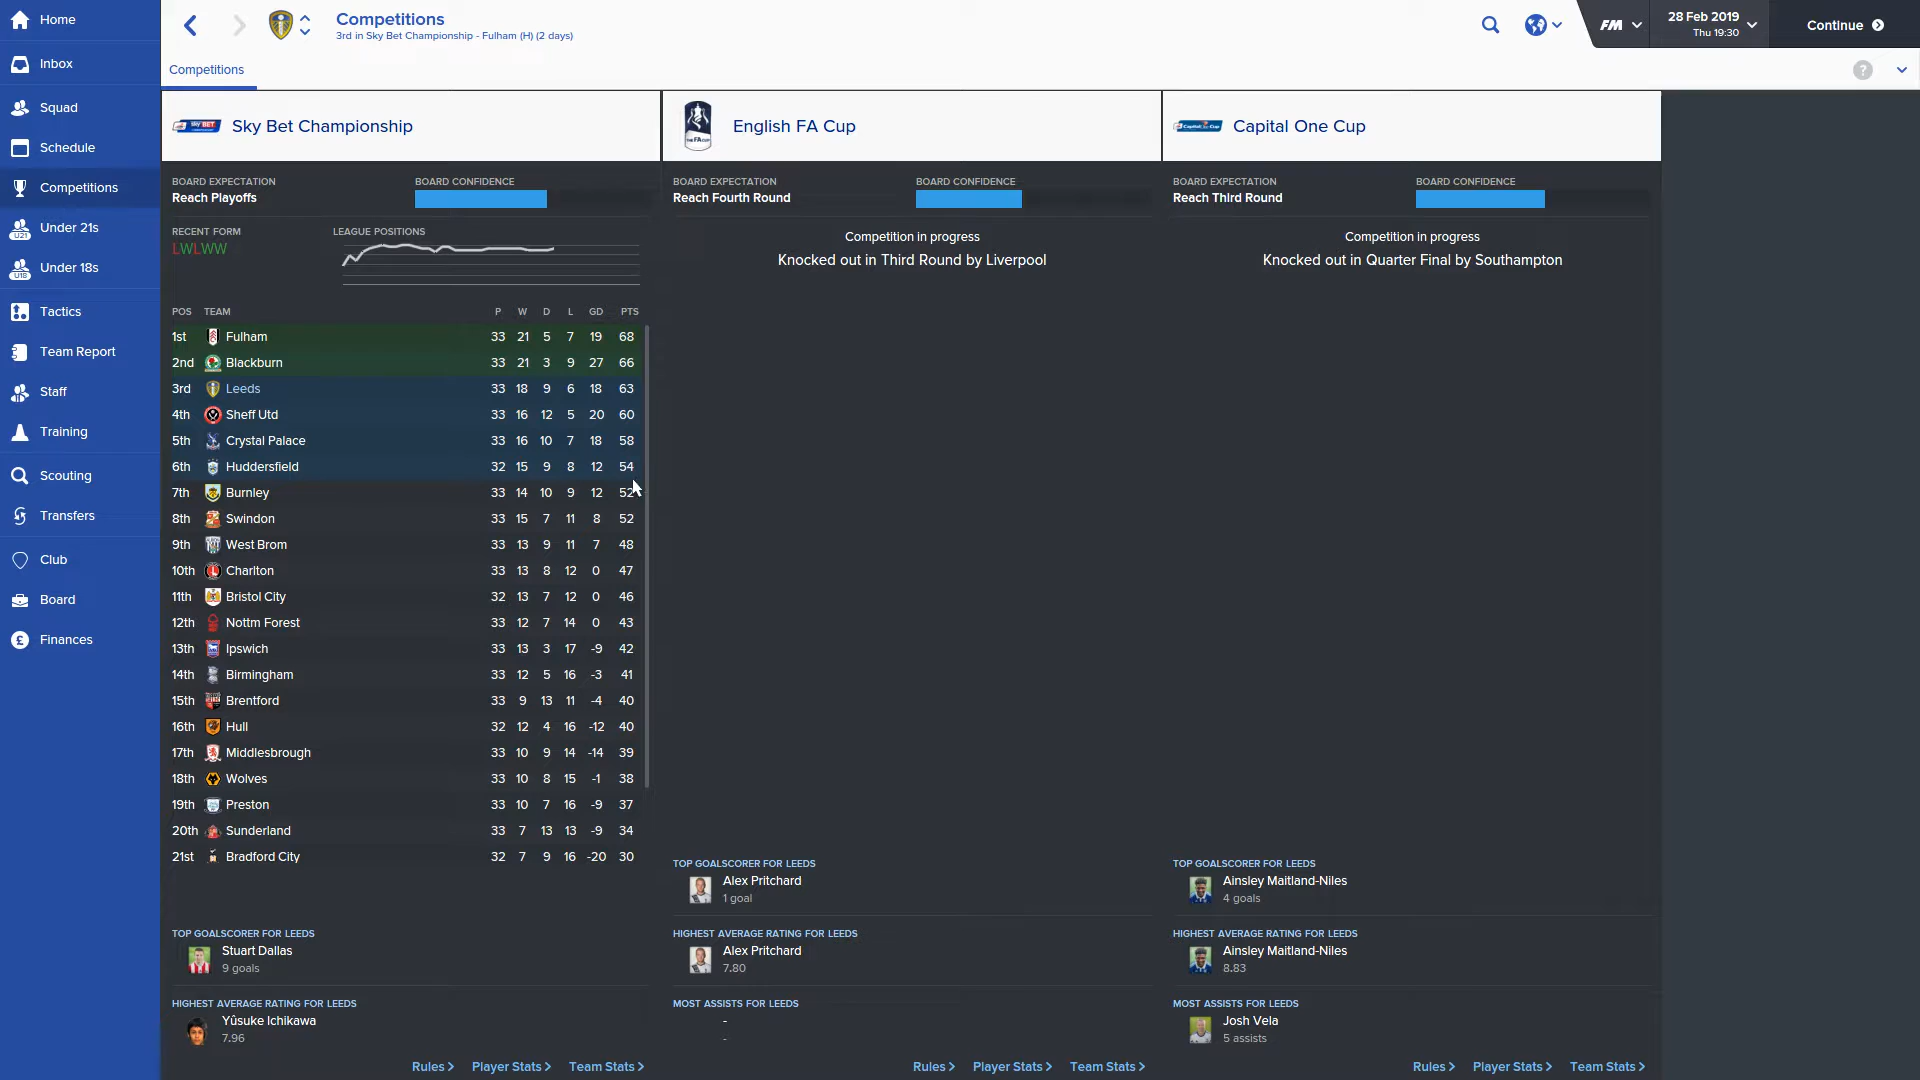 Home
Inbox
Squad
Schedule
Competitions
Under 21s
Under 18s
Tactics
Team Report
Staff
Training
Scouting
Transfers
Club
Board
Finances
Competitions
3rd in Sky Bet Championship - Fulham (H) (2 days)
FM
28 Feb 2019
Thu 19:30
Continue
Competitions
?
Sky Bet Championship
BOARD EXPECTATION BOARD CONFIDENCE
Reach Playoffs
RECENT FORM LEAGUE POSITIONS
LWLWW
POS TEAM P W D L GD PTS
1st Fulham 33 21 5 7 19 68
2nd Blackburn 33 21 3 9 27 66
3rd Leeds 33 18 9 6 18 63
4th Sheff Utd 33 16 12 5 20 60
5th Crystal Palace 33 16 10 7 18 58
6th Huddersfield 32 15 9 8 12 54
7th Burnley 33 14 10 9 12 52
8th Swindon 33 15 7 11 8 52
9th West Brom 33 13 9 11 7 48
10th Charlton 33 13 8 12 0 47
11th Bristol City 32 13 7 12 0 46
12th Nottm Forest 33 12 7 14 0 43
13th Ipswich 33 13 3 17 -9 42
14th Birmingham 33 12 5 16 -3 41
15th Brentford 33 9 13 11 -4 40
16th Hull 32 12 4 16 -12 40
17th Middlesbrough 33 10 9 14 -14 39
18th Wolves 33 10 8 15 -1 38
19th Preston 33 10 7 16 -9 37
20th Sunderland 33 7 13 13 -9 34
21st Bradford City 32 7 9 16 -20 30
TOP GOALSCORER FOR LEEDS
Stuart Dallas
9 goals
HIGHEST AVERAGE RATING FOR LEEDS
Yûsuke Ichikawa
7.96
Rules > Player Stats > Team Stats >
English FA Cup
BOARD EXPECTATION BOARD CONFIDENCE
Reach Fourth Round
Competition in progress
Knocked out in Third Round by Liverpool
TOP GOALSCORER FOR LEEDS
Alex Pritchard
1 goal
HIGHEST AVERAGE RATING FOR LEEDS
Alex Pritchard
7.80
MOST ASSISTS FOR LEEDS
-
-
Rules > Player Stats > Team Stats >
Capital One Cup
BOARD EXPECTATION BOARD CONFIDENCE
Reach Third Round
Competition in progress
Knocked out in Quarter Final by Southampton
TOP GOALSCORER FOR LEEDS
Ainsley Maitland-Niles
4 goals
HIGHEST AVERAGE RATING FOR LEEDS
Ainsley Maitland-Niles
8.83
MOST ASSISTS FOR LEEDS
Josh Vela
5 assists
Rules > Player Stats > Team Stats >